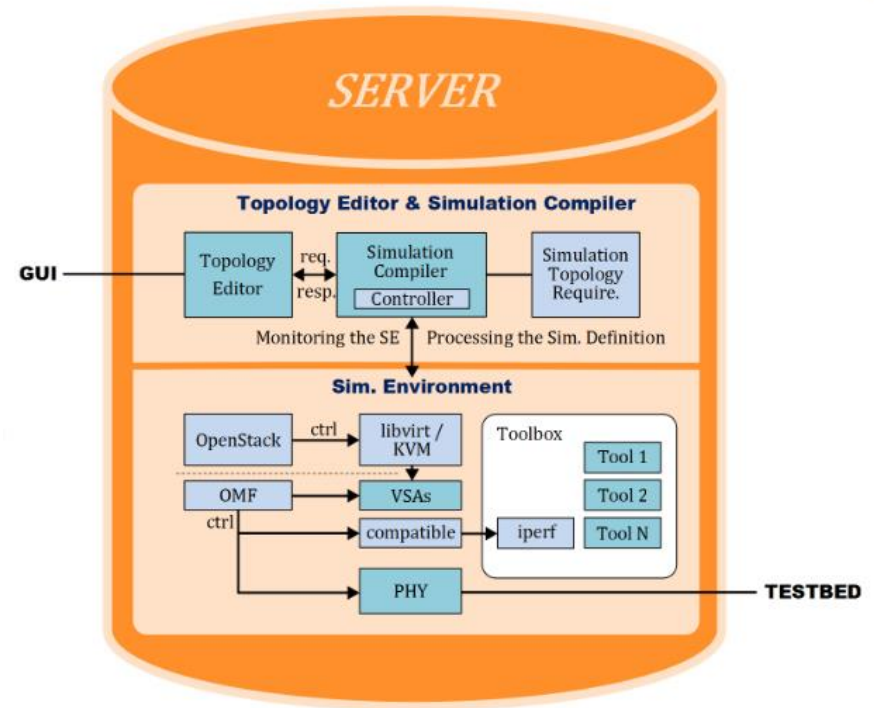 SERVER
Topology Editor & Simulation Compiler
GUI
Topology
Editor
req.
resp.
Simulation
Compiler
Controller
Simulation
Topology
Require.
Monitoring the SE
Processing the Sim. Definition
Sim. Environment
OpenStack
ctrl
libvirt /
KVM
Toolbox
Tool 1
OMF
VSAs
Tool 2
ctrl
compatible
iperf
Tool N
PHY
TESTBED